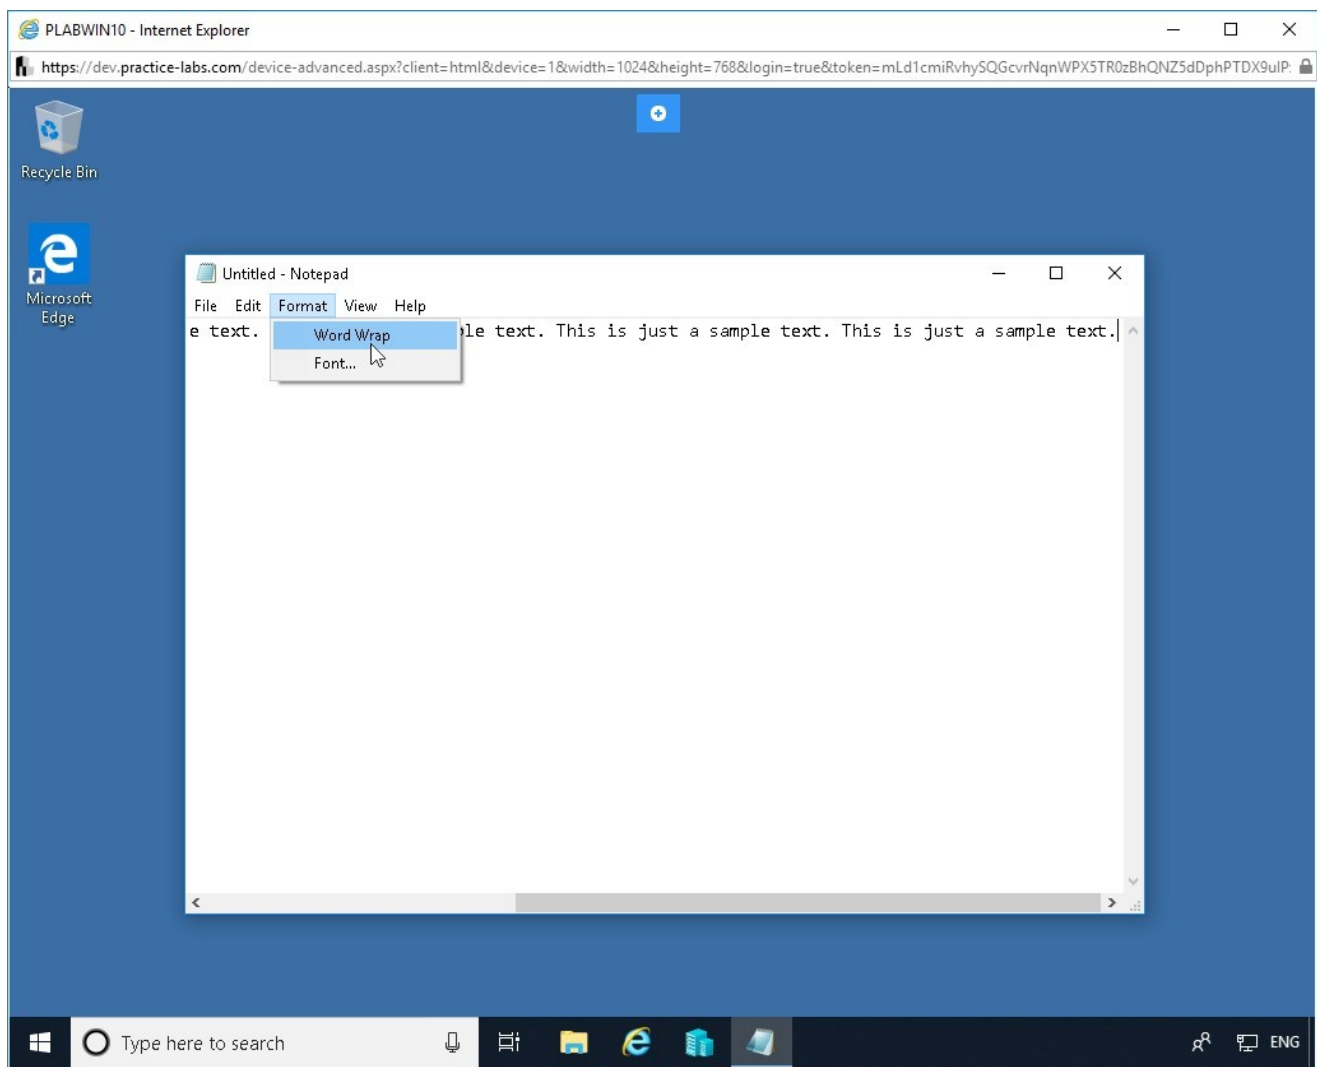 PLABWIN10 - Internet Explorer
https://dev.practice-labs.com/device-advanced.aspx?client=html&device=1&width=1024&height=768&login=true&token=mLd1cmiRvhySQGcvrNqnWPX5TR0zBhQNZ5dDphPTDX9ulP:
Recycle Bin
Microsoft
Edge
Untitled - Notepad
File Edit Format View Help
e text. le text. This is just a sample text. This is just a sample text.
Word Wrap
Font...
Type here to search
ENG